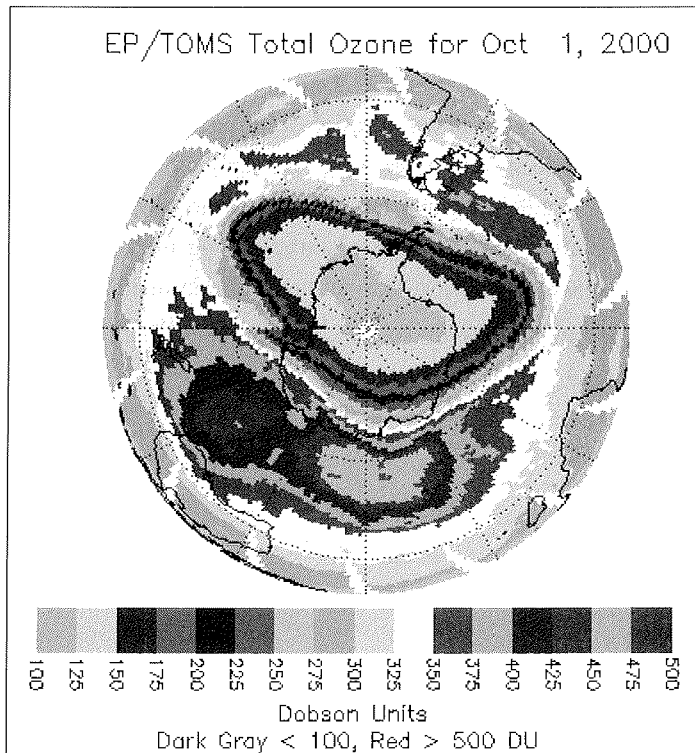 EP/TOMS Total Ozone for Oct 1, 2000
100 125 150 175 200 225 250 275 300 325 350 375 400 425 450 475 500
Dobson Units
Dark Gray < 100, Red > 500 DU